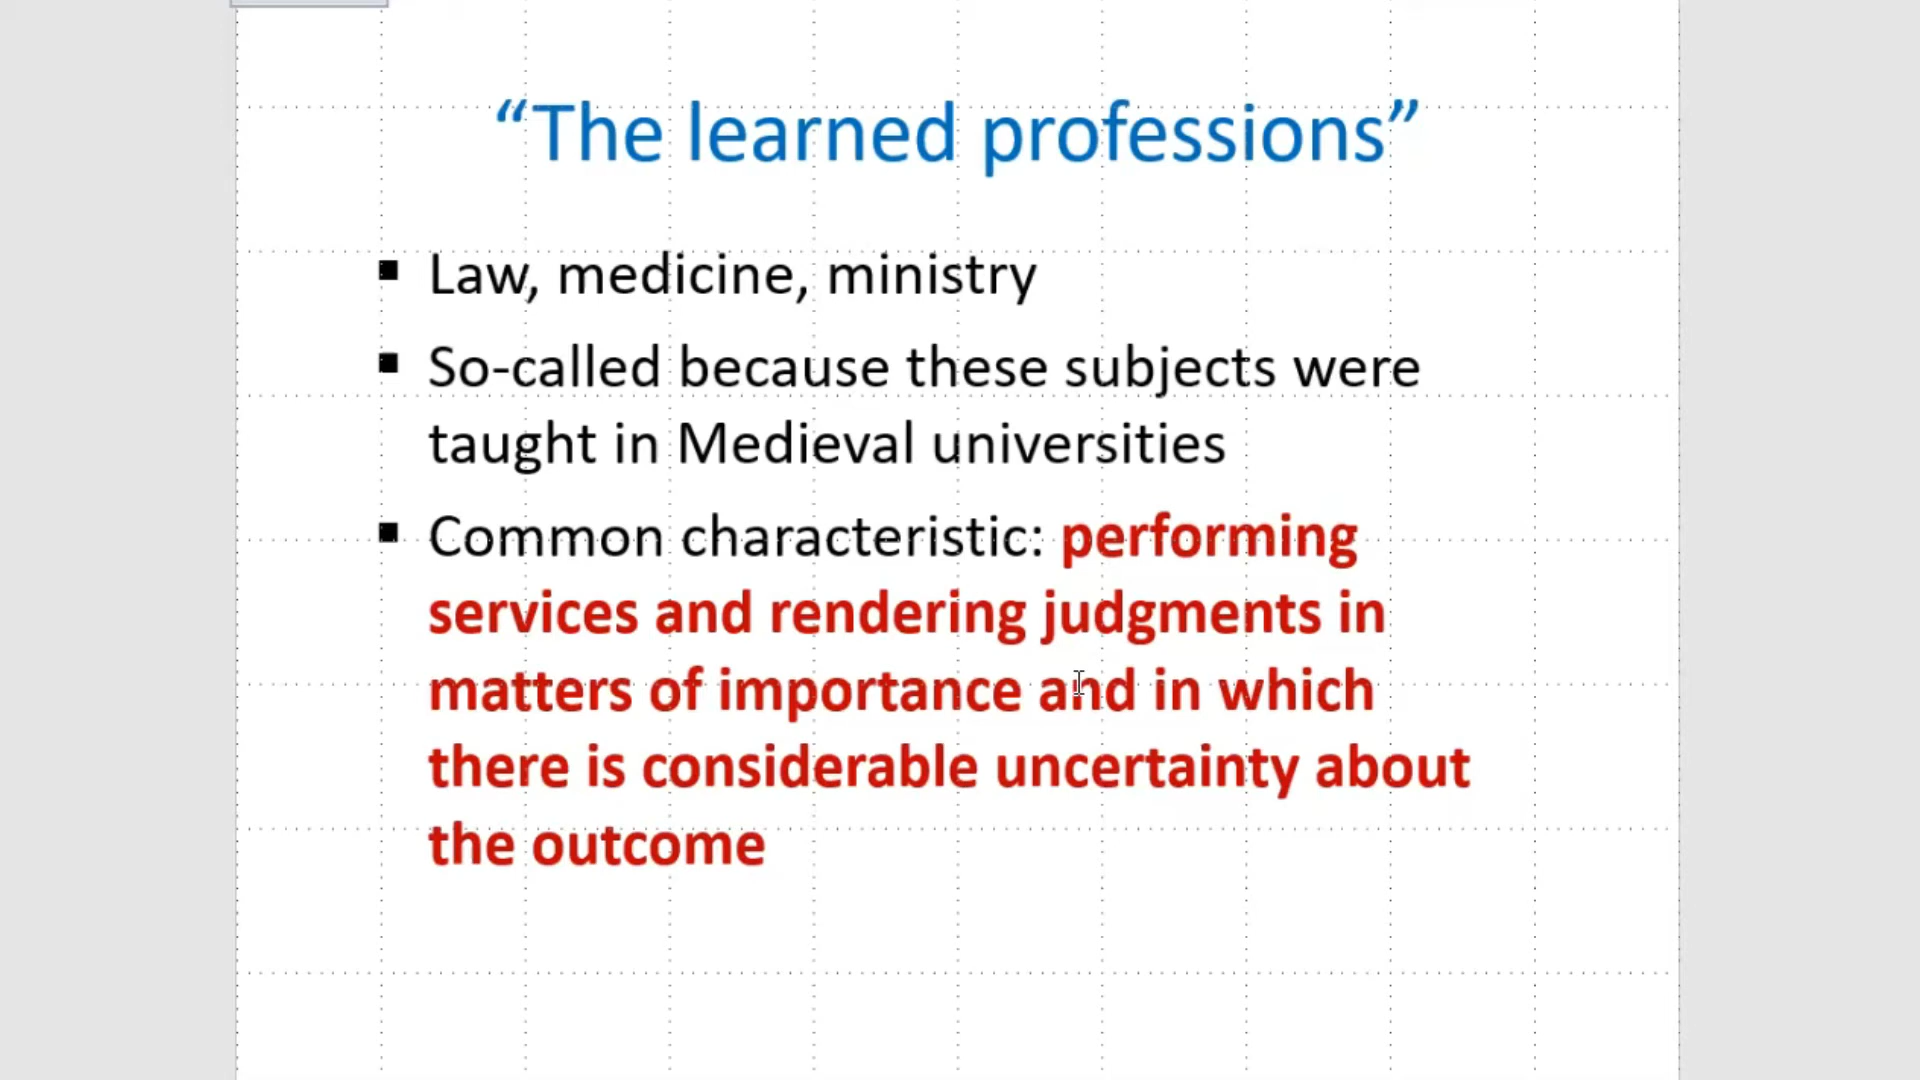 “The learned professions”
▪ Law, medicine, ministry
▪ So-called because these subjects were
taught in Medieval universities
▪ Common characteristic: performing
services and rendering judgments in
matters of importance and in which
there is considerable uncertainty about
the outcome